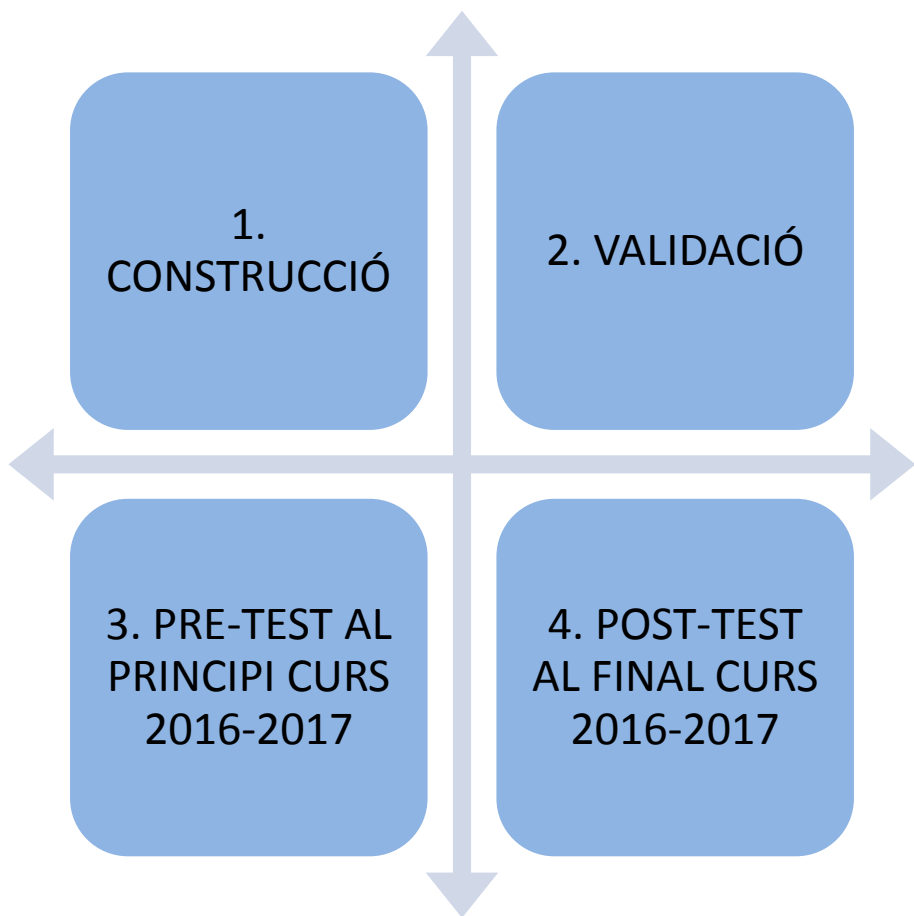 1.
CONSTRUCCIÓ
2. VALIDACIÓ
3. PRE-TEST AL
PRINCIPI CURS
2016-2017
4. POST-TEST
AL FINAL CURS
2016-2017